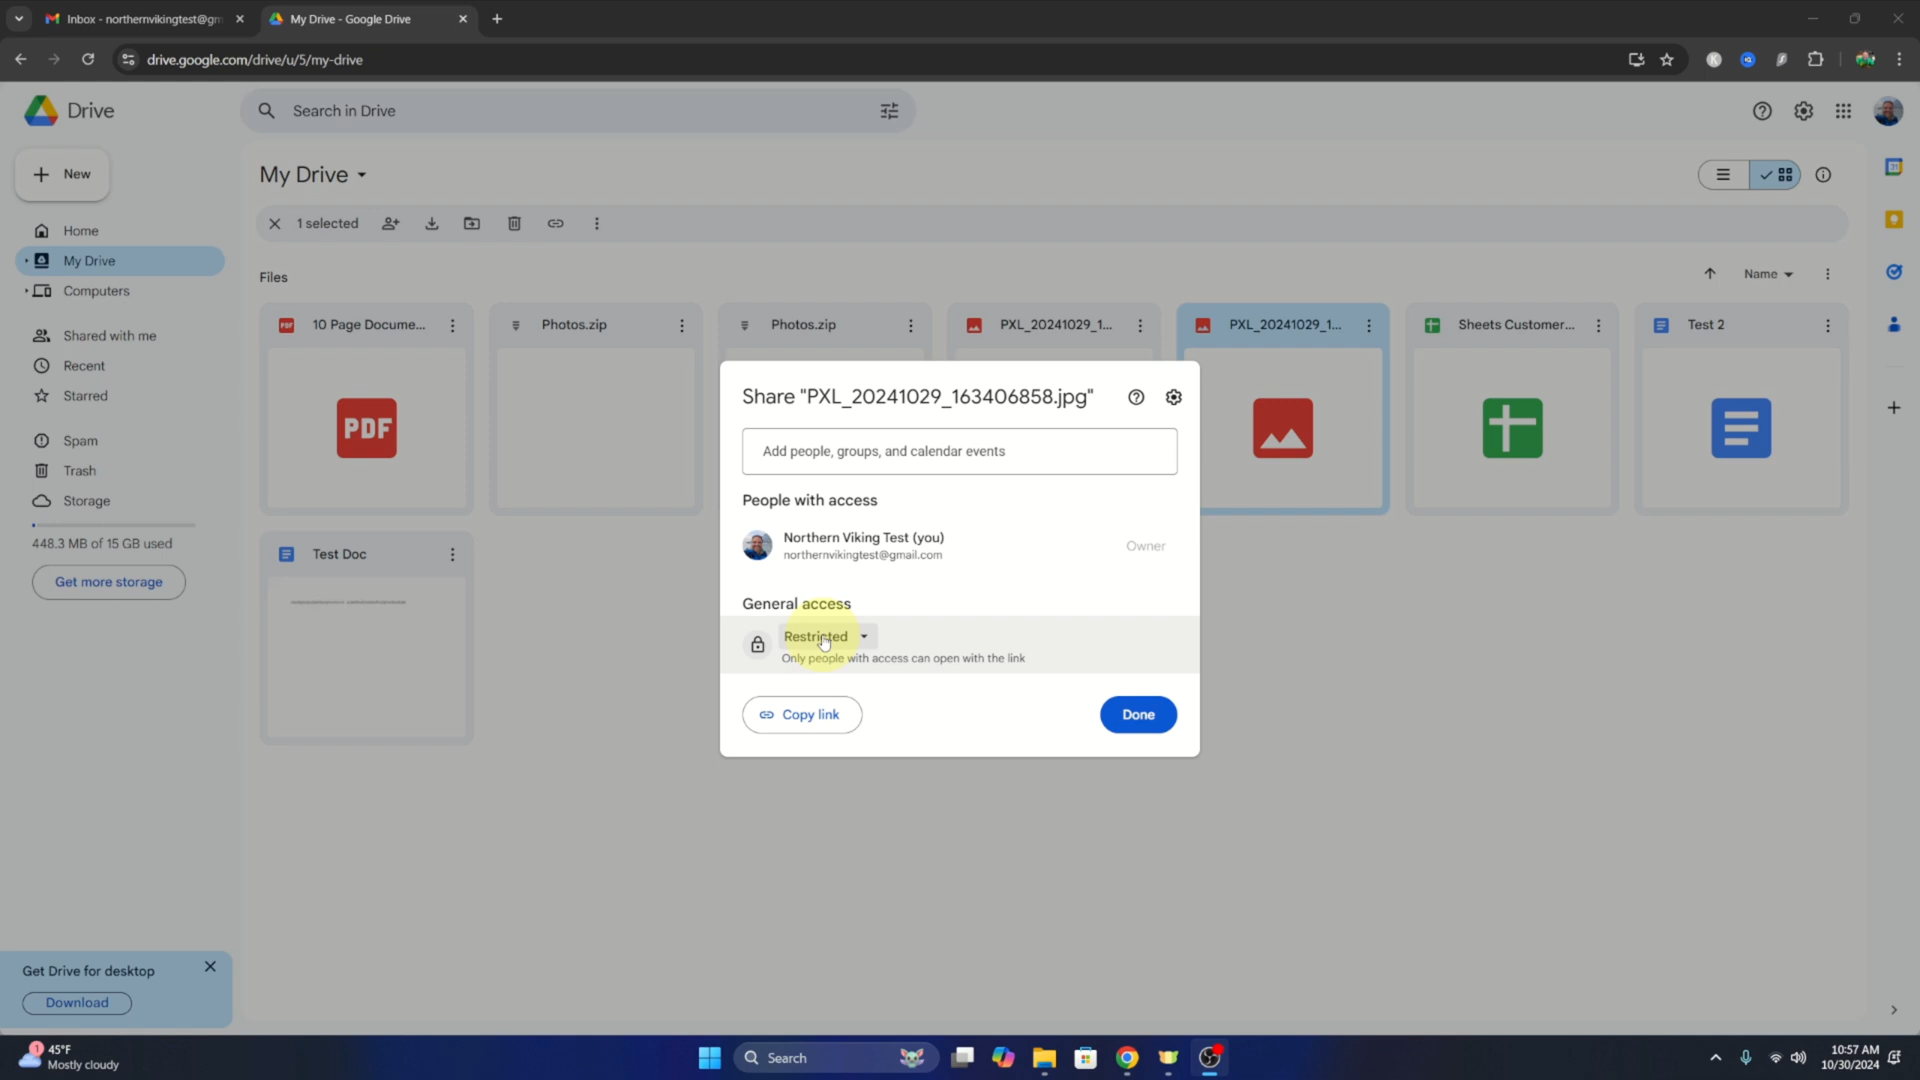 Inbox - northernvikingtest@gm
My Drive - Google Drive
drive.google.com/drive/u/5/my-drive
Drive
Search in Drive
New
My Drive
1 selected
Home
My Drive
Computers
Files
Name
Shared with me
Recent
Starred
Spam
Trash
Storage
448.3 MB of 15 GB used
Get more storage
10 Page Docume...
Photos.zip
Photos.zip
PXL_20241029_1...
PXL_20241029_1...
Sheets Customer...
Test 2
PDF
PDF
Test Doc
Share "PXL_20241029_163406858.jpg"
Add people, groups, and calendar events
People with access
Northern Viking Test (you)
northernvikingtest@gmail.com
Owner
General access
Restricted
Only people with access can open with the link
Copy link
Done
Get Drive for desktop
Download
31
1
45°F
Mostly cloudy
Search
10:57 AM
10/30/2024